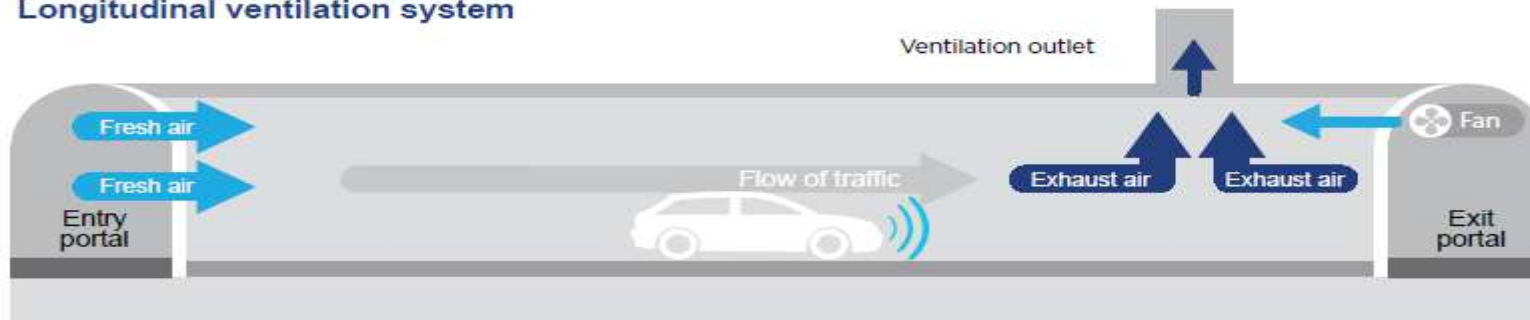 Longitudinal ventilation system
Ventilation outlet
Fresh air
Fan
Fresh air
Flow of traffic
Exhaust air
Exhaust air
Entry
portal
Exit
portal